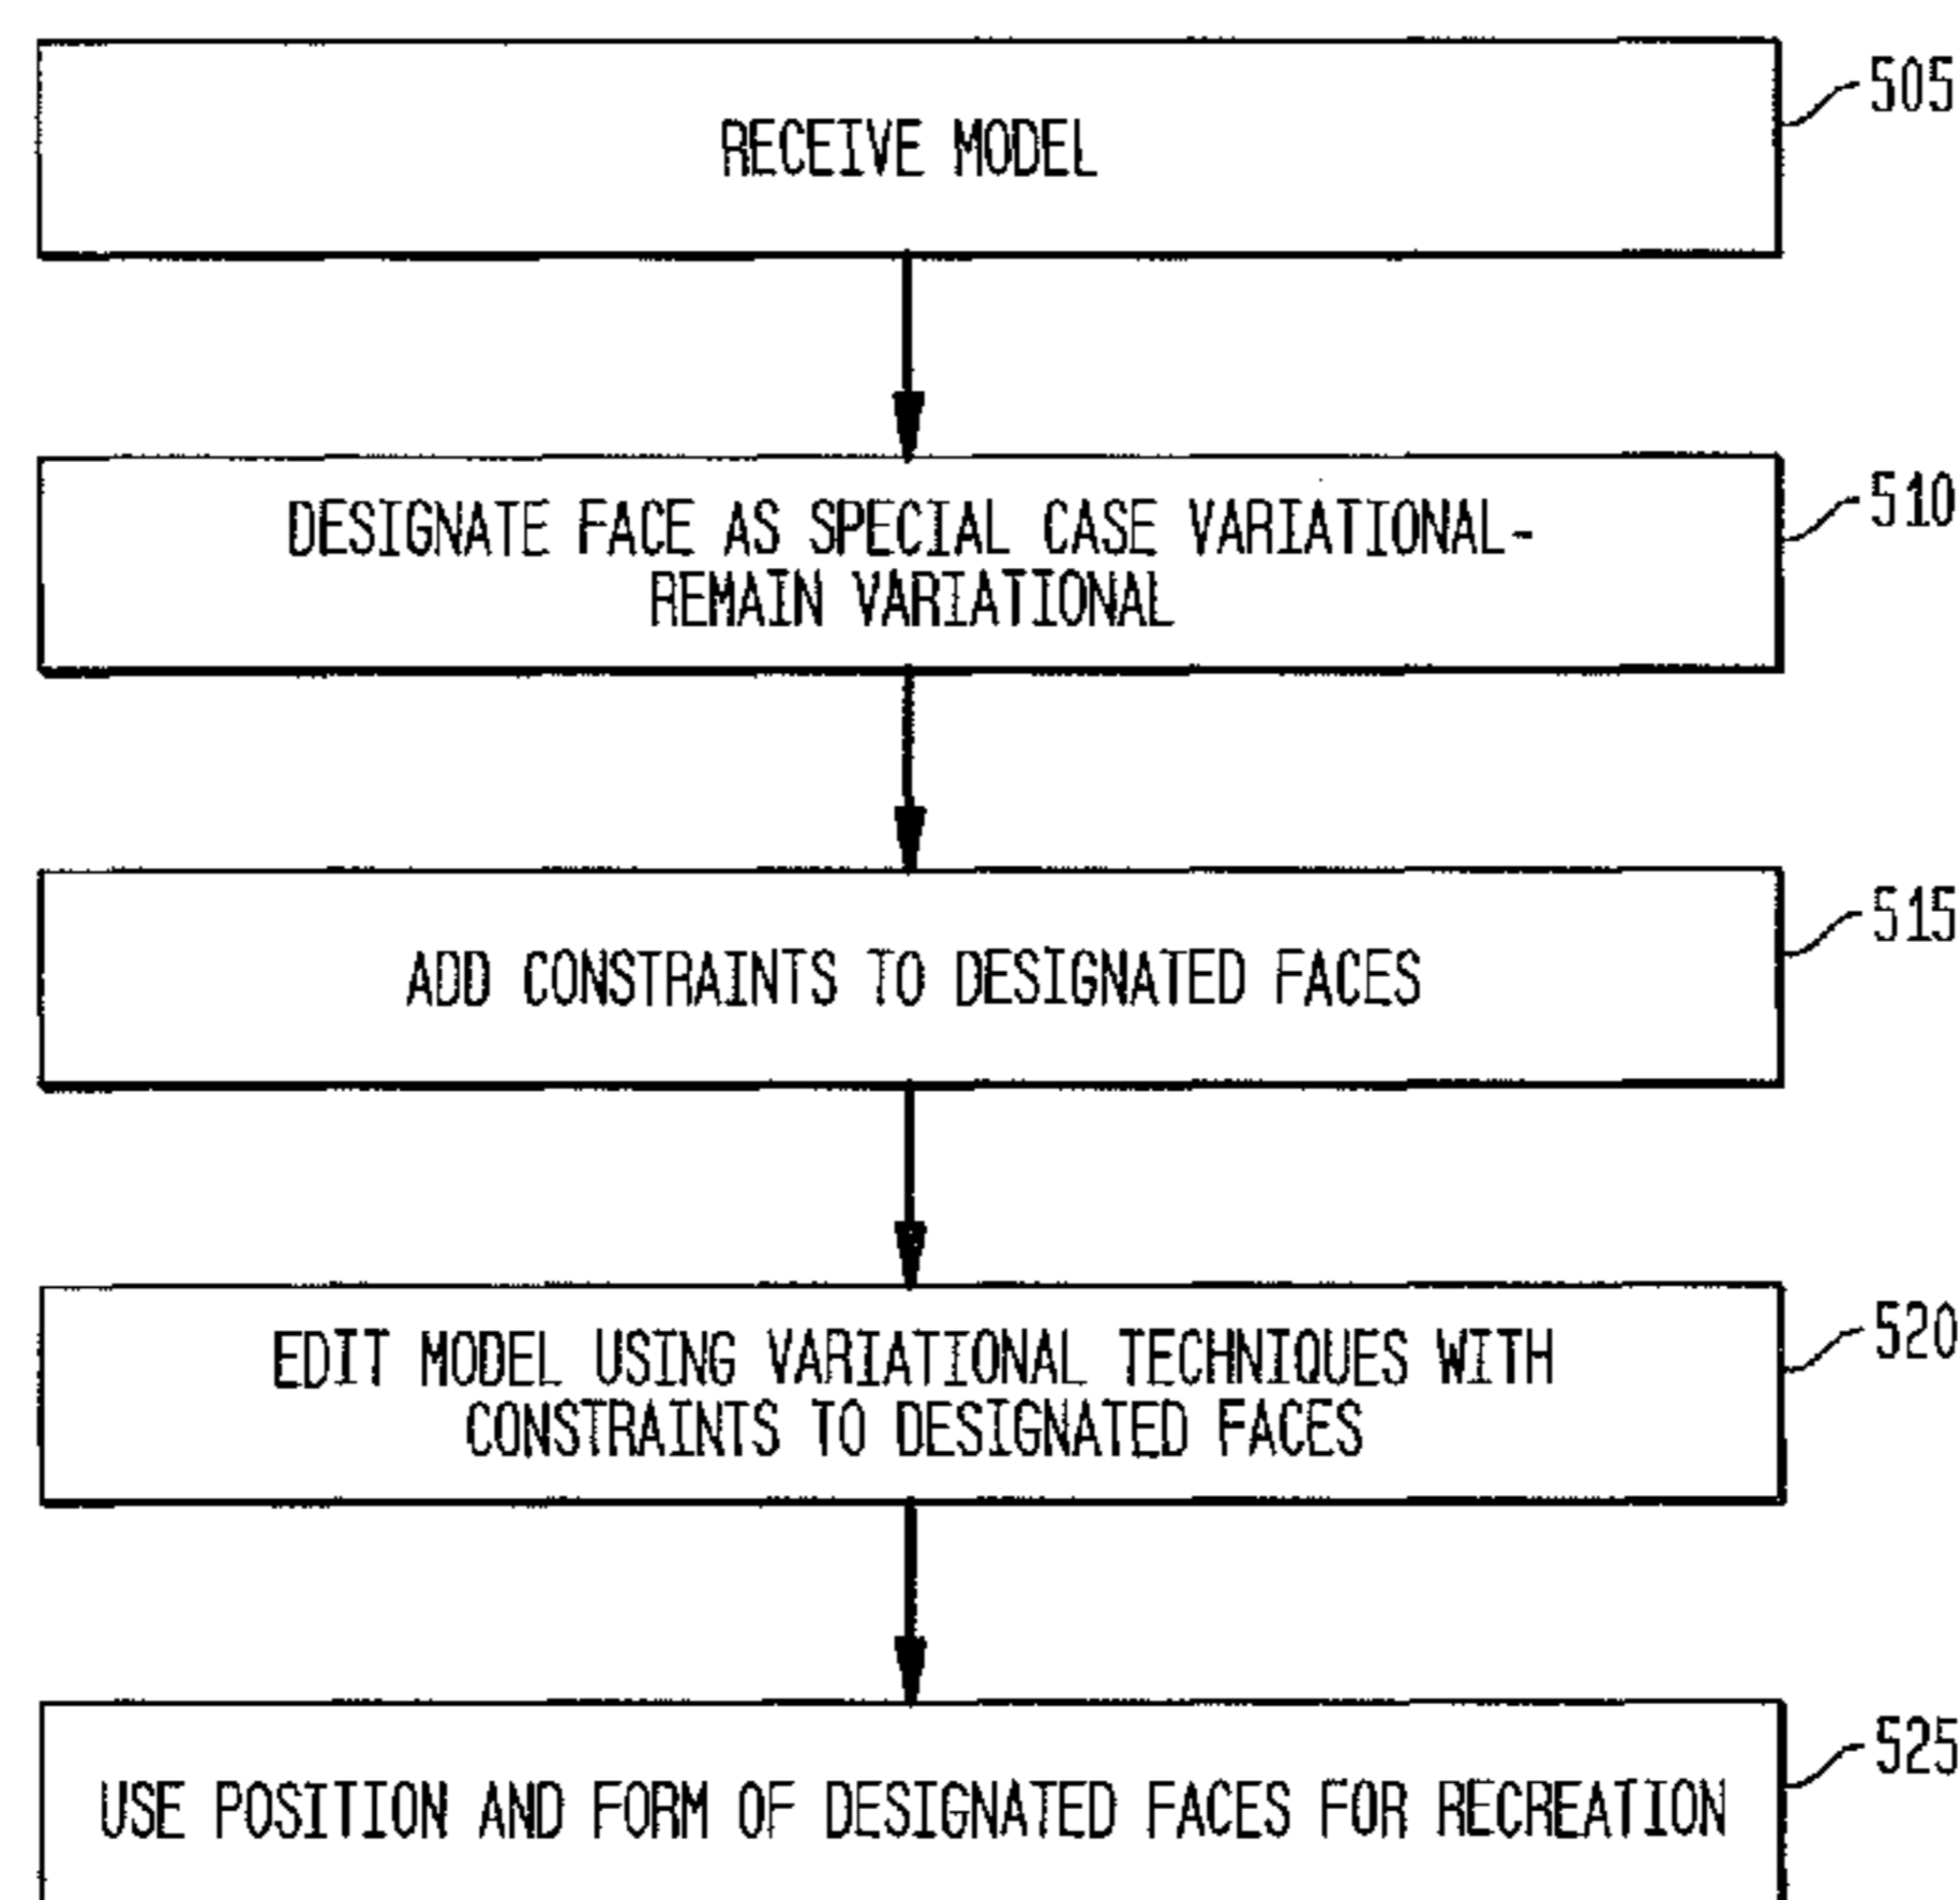 RECEIVE MODEL
505
DESIGNATE FACE AS SPECIAL CASE VARIATIONAL-
REMAIN VARIATIONAL
510
ADD CONSTRAINTS TO DESIGNATED FACES
515
EDIT MODEL USING VARIATIONAL TECHNIQUES WITH
CONSTRAINTS TO DESIGNATED FACES
520
USE POSITION AND FORM OF DESIGNATED FACES FOR RECREATION
525